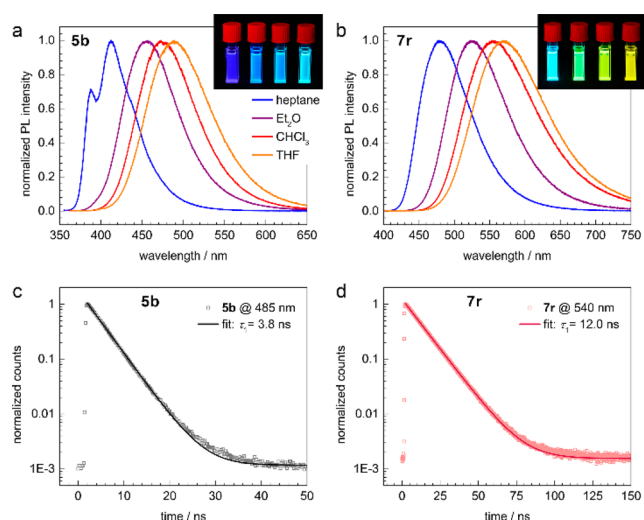 a
5b
1.0
0.8
0.6
0.4
0.2
0.0
normalized PL intensity
heptane
Et₂O
CHCl₃
THF
350 400 450 500 550 600 650
wavelength / nm
b
7r
1.0
0.8
0.6
0.4
0.2
0.0
normalized PL intensity
400 450 500 550 600 650 700 750
wavelength / nm
c
5b
5b @ 485 nm
fit: τ₁= 3.8 ns
1
0.1
0.01
1E-3
normalized counts
0 10 20 30 40 50
time / ns
d
7r
7r @ 540 nm
fit: τ₁= 12.0 ns
1
0.1
0.01
1E-3
normalized counts
0 25 50 75 100 125 150
time / ns